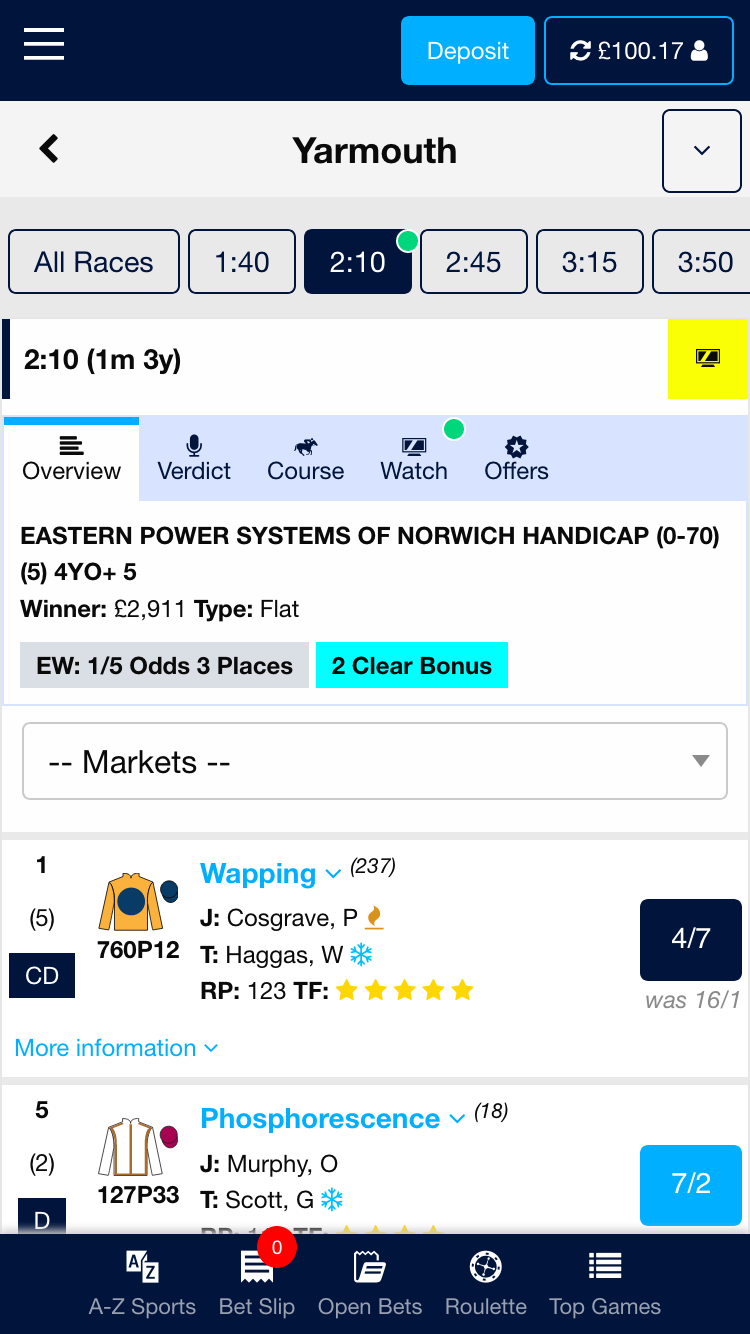 Deposit
£100.17
Yarmouth
All Races
1:40
2:10
2:45
3:15
3:50
2:10 (1m 3y)
Overview
Verdict
Course
Watch
Offers
EASTERN POWER SYSTEMS OF NORWICH HANDICAP (0-70)
(5) 4YO+ 5
Winner: £2,911 Type: Flat
EW: 1/5 Odds 3 Places
2 Clear Bonus
-- Markets --
1
(5)
CD
760P12
Wapping (237)
J: Cosgrave, P
T: Haggas, W
RP: 123 TF:
4/7
was 16/1
More information
5
(2)
D
127P33
Phosphorescence (18)
J: Murphy, O
T: Scott, G
7/2
0
A-Z Sports
Bet Slip
Open Bets
Roulette
Top Games